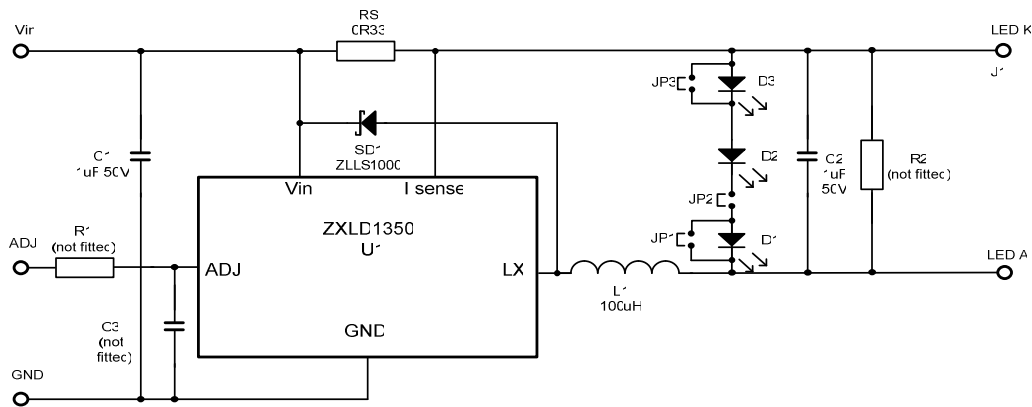 RS
0R33
Vin
LED K
J1
JP3
D3
SD1
ZLLS1000
C1
1uF 50V
D2
C2
1uF
50V
R2
(not fitted)
Vin
I sense
JP2
ZXLD1350
U1
JP1
D1
ADJ
R1
(not fitted)
ADJ
LX
LED A
L1
100uH
C3
(not
fitted)
GND
GND